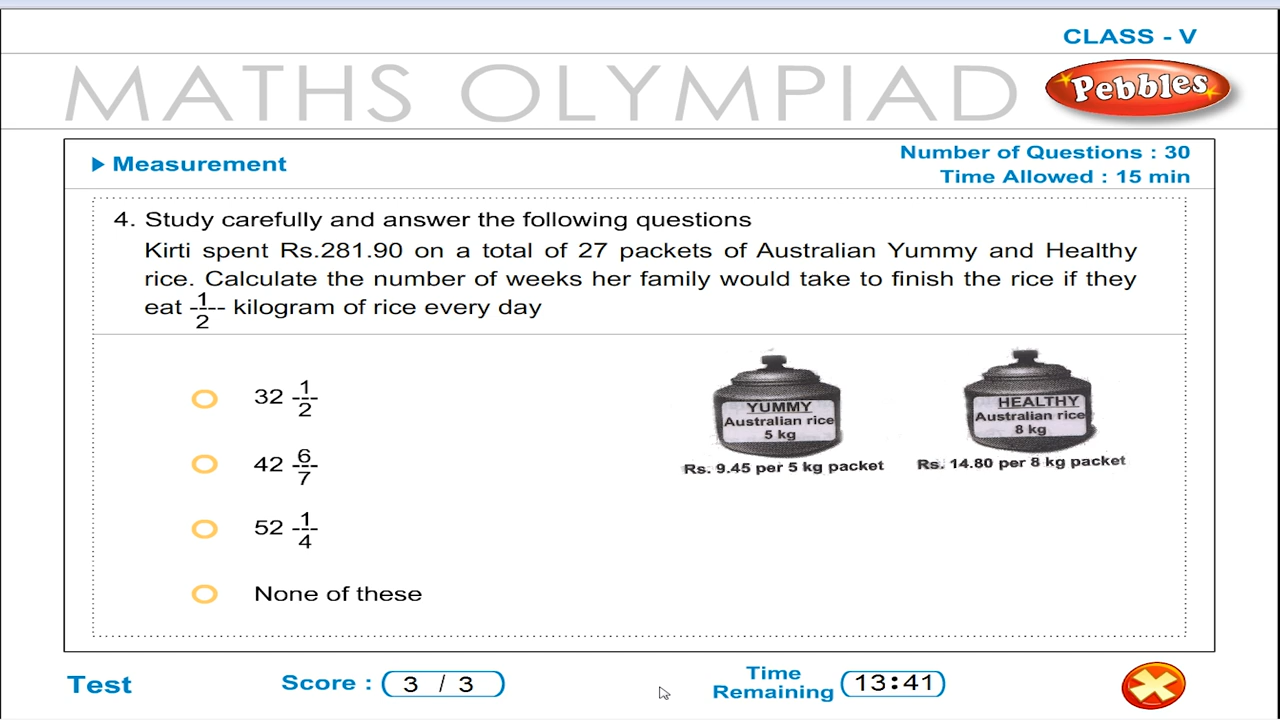 CLASS - V
MATHS OLYMPIAD
Pebbles
Measurement
Number of Questions : 30
Time Allowed : 15 min
4. Study carefully and answer the following questions
Kirti spent Rs.281.90 on a total of 27 packets of Australian Yummy and Healthy
rice. Calculate the number of weeks her family would take to finish the rice if they
eat 1/2 kilogram of rice every day
32 1/2
42 6/7
52 1/4
None of these
YUMMY
Australian rice
5 kg
Rs. 9.45 per 5 kg packet
HEALTHY
Australian rice
8 kg
Rs. 14.80 per 8 kg packet
Test
Score : 3 / 3
Time
Remaining 13:41